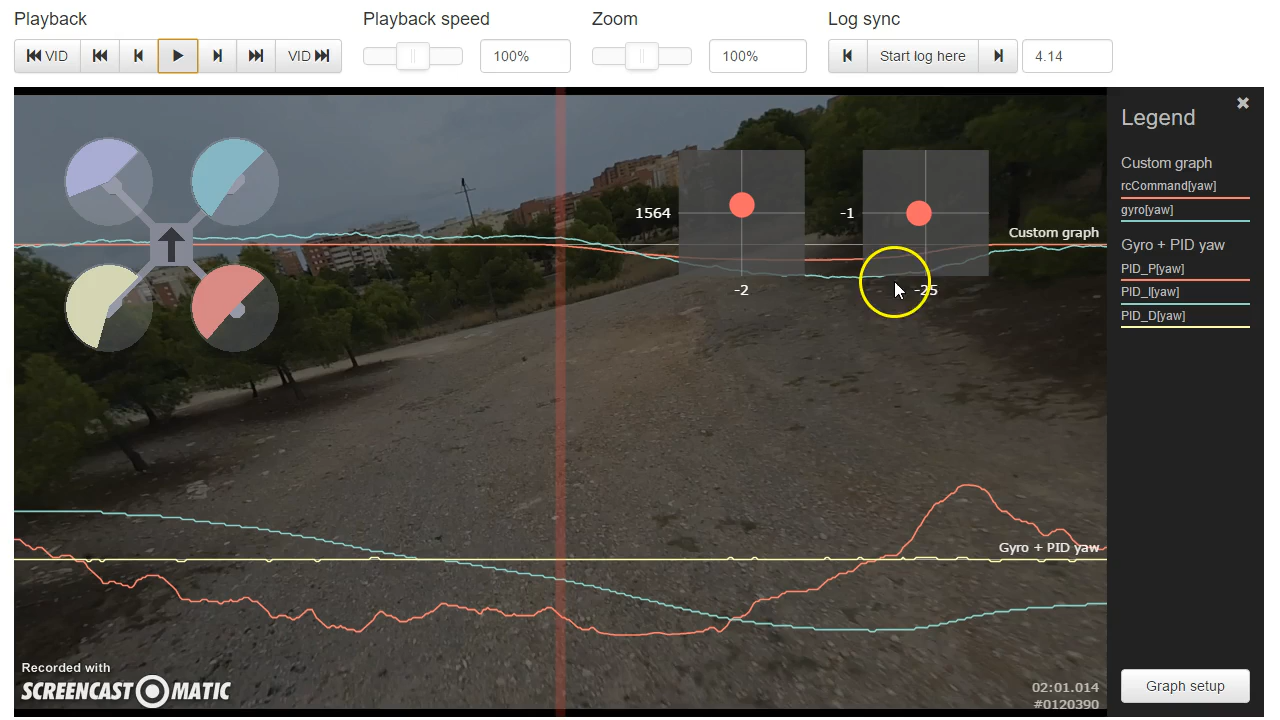 Playback
Playback speed
Zoom
Log sync
VID
VID
100%
100%
Start log here
4.14
Legend
Custom graph
rcCommand[yaw]
gyro[yaw]
Gyro + PID yaw
PID_P[yaw]
PID_I[yaw]
PID_D[yaw]
1564
-1
Custom graph
-2
-25
Gyro + PID yaw
Recorded with
SCREENCAST MATIC
02:01.014
#0120390
Graph setup